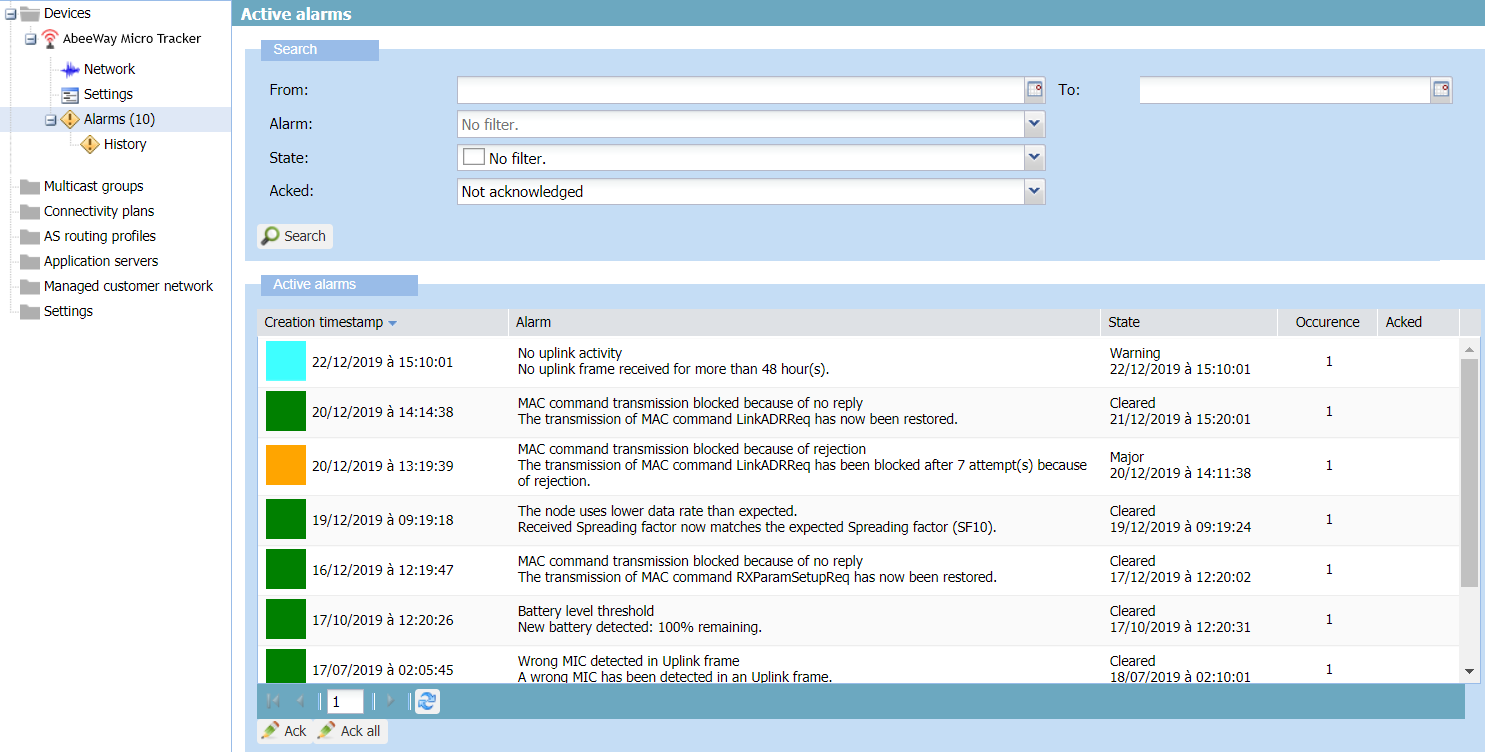 Devices
AbeeWay Micro Tracker
Network
Settings
Alarms (10)
History
Multicast groups
Connectivity plans
AS routing profiles
Application servers
Managed customer network
Settings
Active alarms
Search
From:
To:
Alarm:
No filter.
State:
No filter.
Acked:
Not acknowledged
Search
Active alarms
Creation timestamp Alarm State Occurence Acked
22/12/2019 à 15:10:01
No uplink activity
No uplink frame received for more than 48 hour(s).
Warning
22/12/2019 à 15:10:01
1
20/12/2019 à 14:14:38
MAC command transmission blocked because of no reply
The transmission of MAC command LinkADRReq has now been restored.
Cleared
21/12/2019 à 15:20:01
1
20/12/2019 à 13:19:39
MAC command transmission blocked because of rejection
The transmission of MAC command LinkADRReq has been blocked after 7 attempt(s) because
of rejection.
Major
20/12/2019 à 14:11:38
1
19/12/2019 à 09:19:18
The node uses lower data rate than expected.
Received Spreading factor now matches the expected Spreading factor (SF10).
Cleared
19/12/2019 à 09:19:24
1
16/12/2019 à 12:19:47
MAC command transmission blocked because of no reply
The transmission of MAC command RXParamSetupReq has now been restored.
Cleared
17/12/2019 à 12:20:02
1
17/10/2019 à 12:20:26
Battery level threshold
New battery detected: 100% remaining.
Cleared
17/10/2019 à 12:20:31
1
17/07/2019 à 02:05:45
Wrong MIC detected in Uplink frame
A wrong MIC has been detected in an Uplink frame.
Cleared
18/07/2019 à 02:10:01
1
1
Ack
Ack all